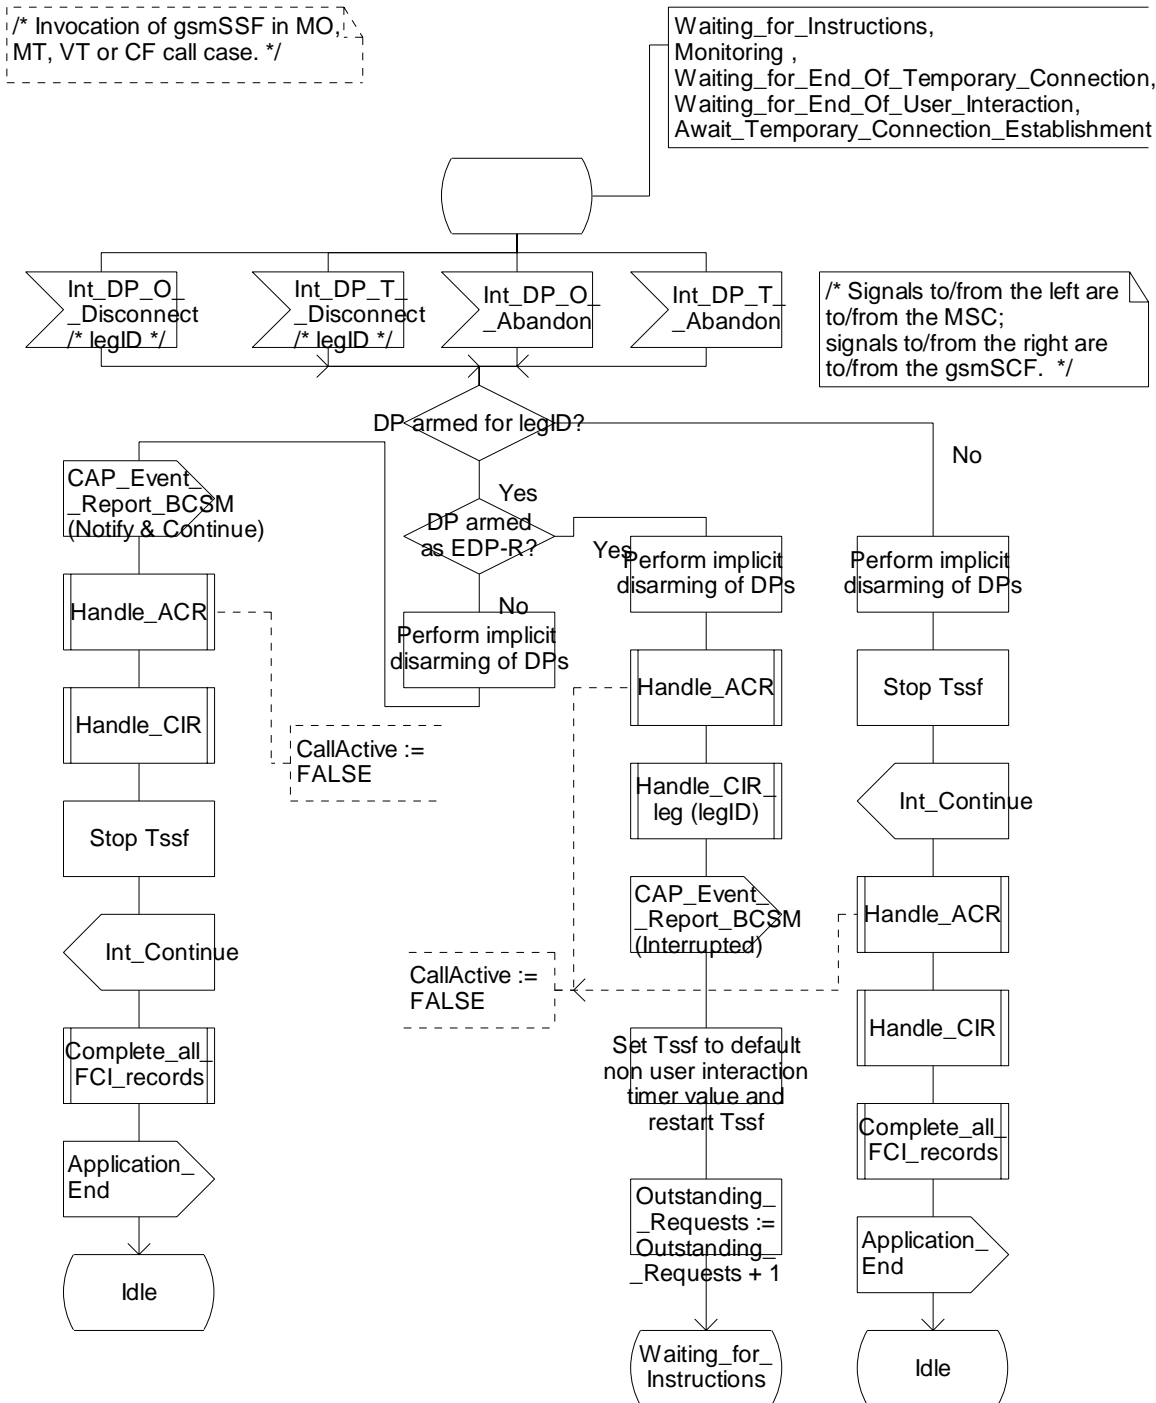 /* Invocation of gsmSSF in MO,
MT, VT or CF call case. */
Waiting_for_Instructions,
Monitoring ,
Waiting_for_End_Of_Temporary_Connection,
Waiting_for_End_Of_User_Interaction,
Await_Temporary_Connection_Establishment
Int_DP_O_
_Disconnect
/* legID */
Int_DP_T_
_Disconnect
/* legID */
Int_DP_O_
_Abandon
Int_DP_T_
_Abandon
/* Signals to/from the left are
to/from the MSC;
signals to/from the right are
to/from the gsmSCF.  */
DP armed for legID?
No
Yes
CAP_Event_
_Report_BCSM
(Notify & Continue)
DP armed
as EDP-R?
Yes
No
Perform implicit
disarming of DPs
Perform implicit
disarming of DPs
Perform implicit
disarming of DPs
Handle_ACR
Handle_CIR
CallActive :=
FALSE
Stop Tssf
Int_Continue
Complete_all_
FCI_records
Application_
End
Idle
Handle_ACR
Handle_CIR_
leg (legID)
CAP_Event_
_Report_BCSM
(Interrupted)
CallActive :=
FALSE
Set Tssf to default
non user interaction
timer value and
restart Tssf
Outstanding_
_Requests :=
Outstanding_
_Requests + 1
Waiting_for_
Instructions
Stop Tssf
Int_Continue
Handle_ACR
Handle_CIR
Complete_all_
FCI_records
Application_
End
Idle